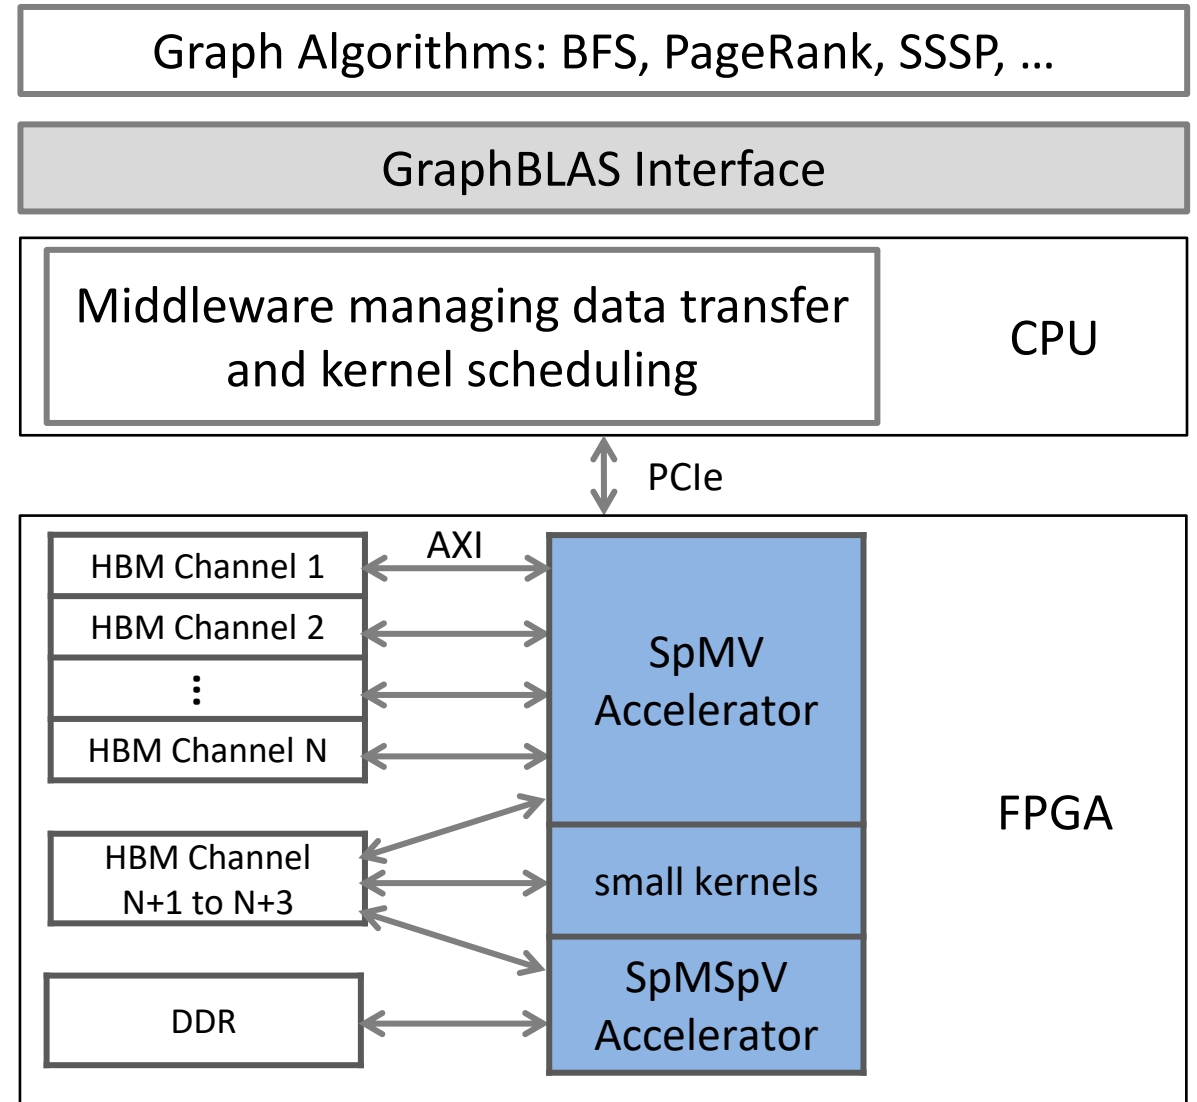 Graph Algorithms: BFS, PageRank, SSSP, ...
GraphBLAS Interface
Middleware managing data transfer
and kernel scheduling
CPU
PCIe
HBM Channel 1
AXI
HBM Channel 2
⋮
HBM Channel N
SpMV
Accelerator
FPGA
HBM Channel
N+1 to N+3
small kernels
DDR
SpMSpV
Accelerator